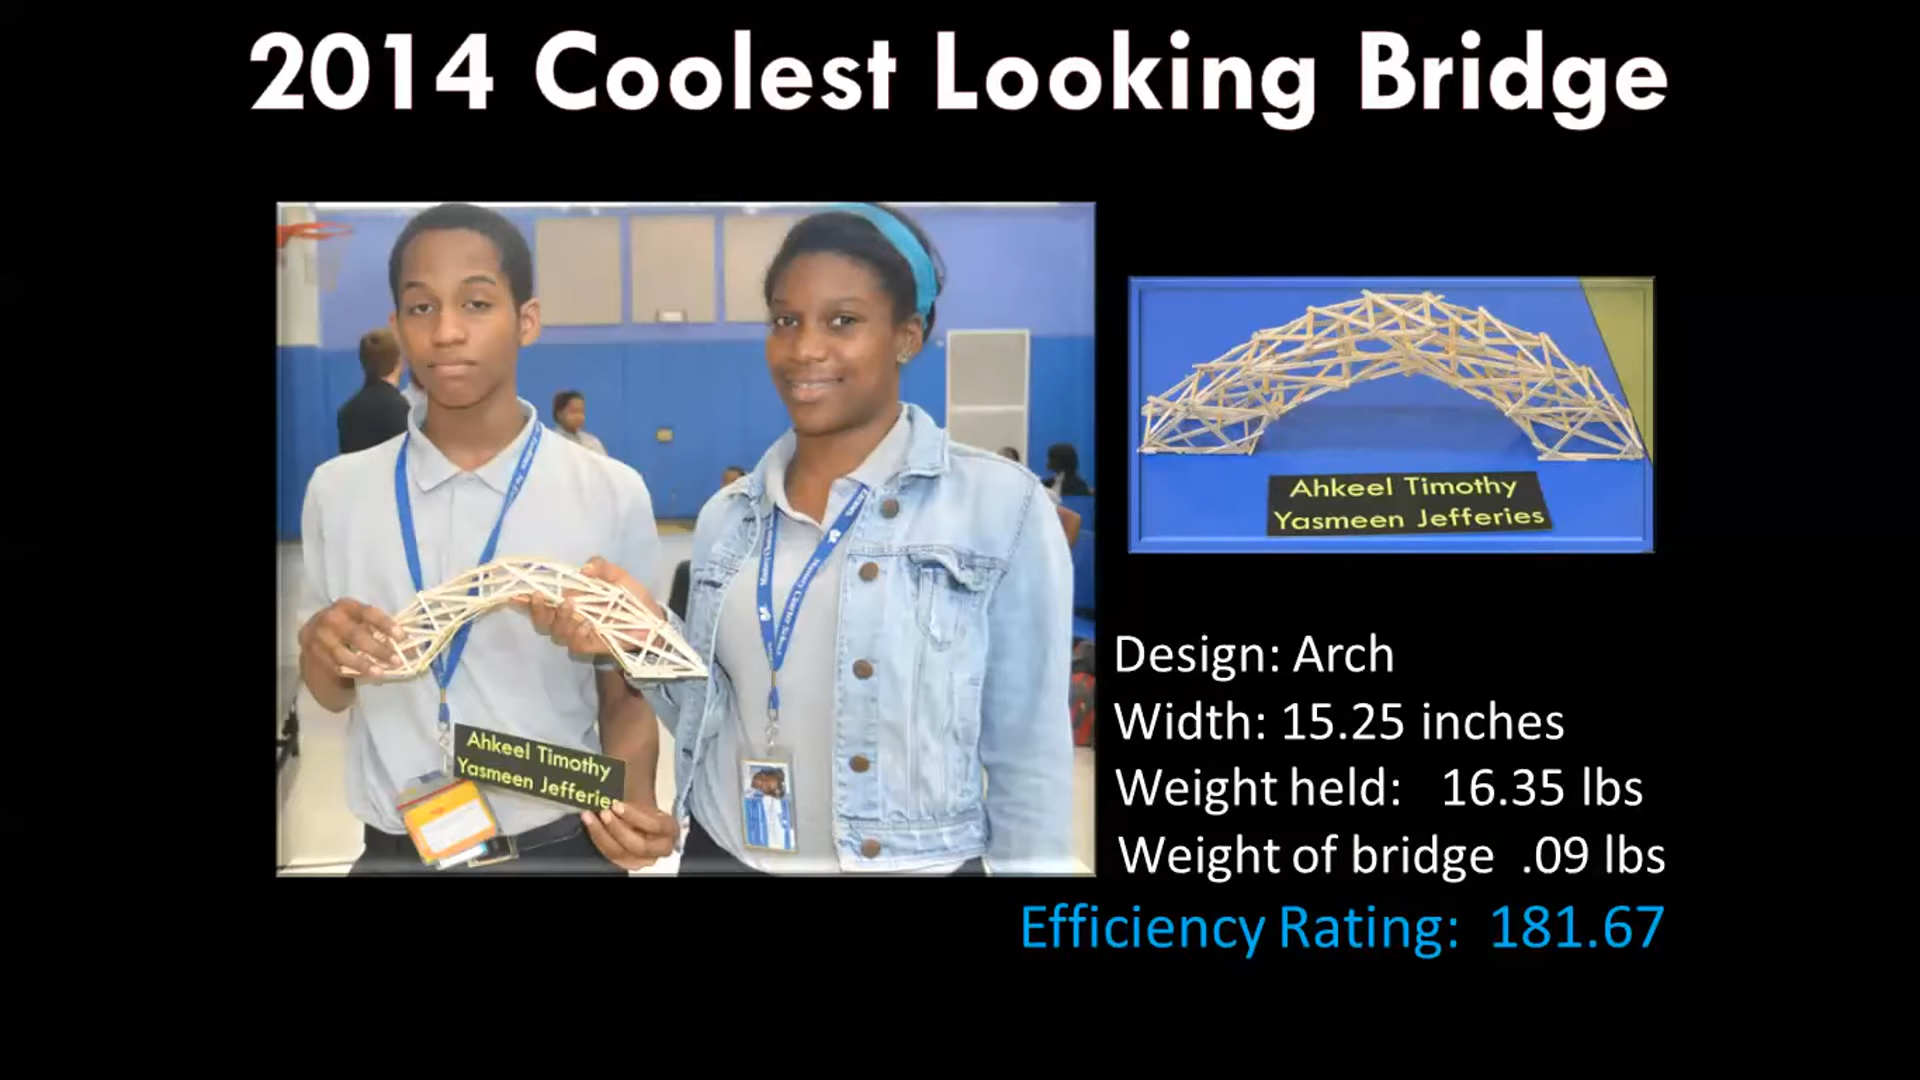 2014 Coolest Looking Bridge
Ahkeel Timothy
Yasmeen Jefferies
Ahkeel Timothy
Yasmeen Jefferies
Design: Arch
Width: 15.25 inches
Weight held: 16.35 lbs
Weight of bridge .09 lbs
Efficiency Rating: 181.67